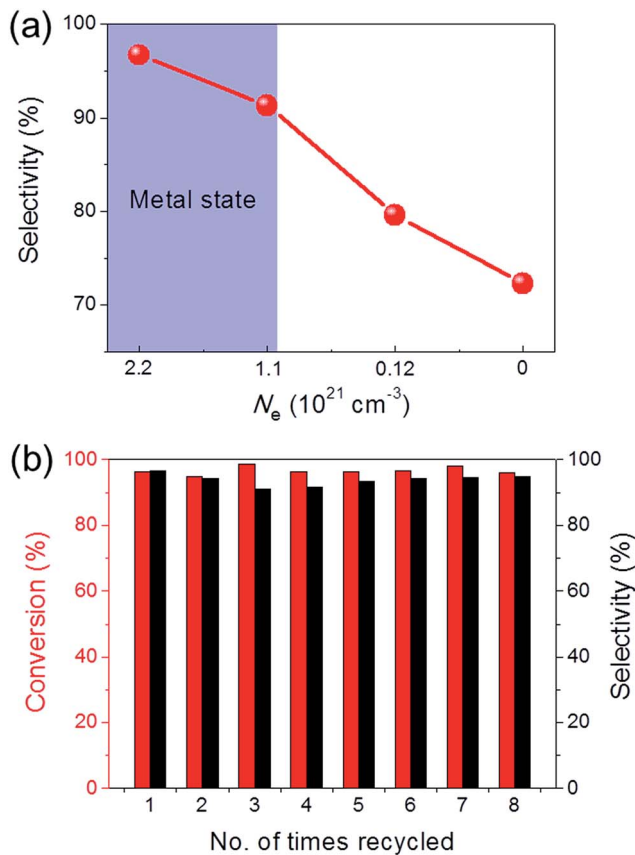 (a)
100
90
80
70
Selectivity (%)
Metal state
2.2 1.1 0.12 0
Nₑ (10²¹ cm⁻³)
(b)
100 100
80 80
60 60
40 40
20 20
0 0
Conversion (%)
Selectivity (%)
1 2 3 4 5 6 7 8
No. of times recycled